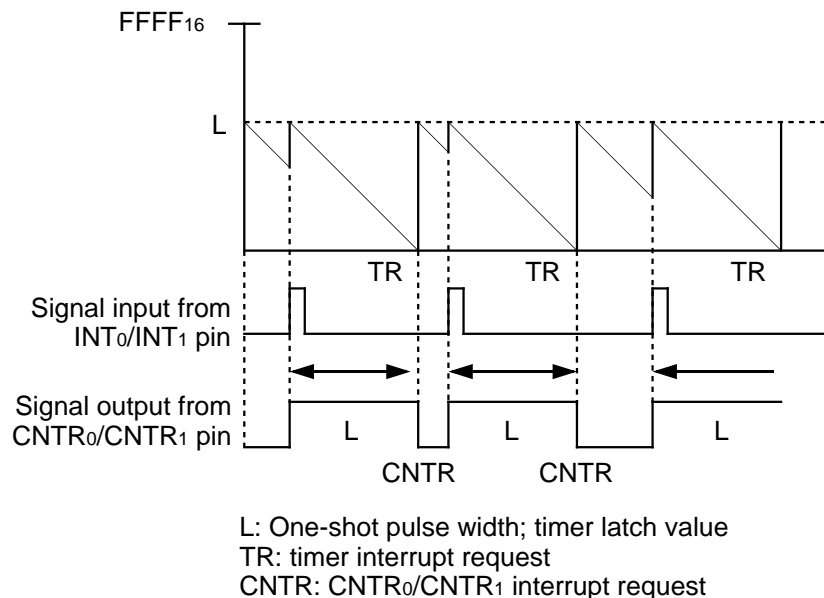 FFFF16
L
TR TR TR
Signal input from
INT0/INT1 pin
Signal output from
CNTR0/CNTR1 pin
L L L
CNTR CNTR
L: One-shot pulse width; timer latch value
TR: timer interrupt request
CNTR: CNTR0/CNTR1 interrupt request